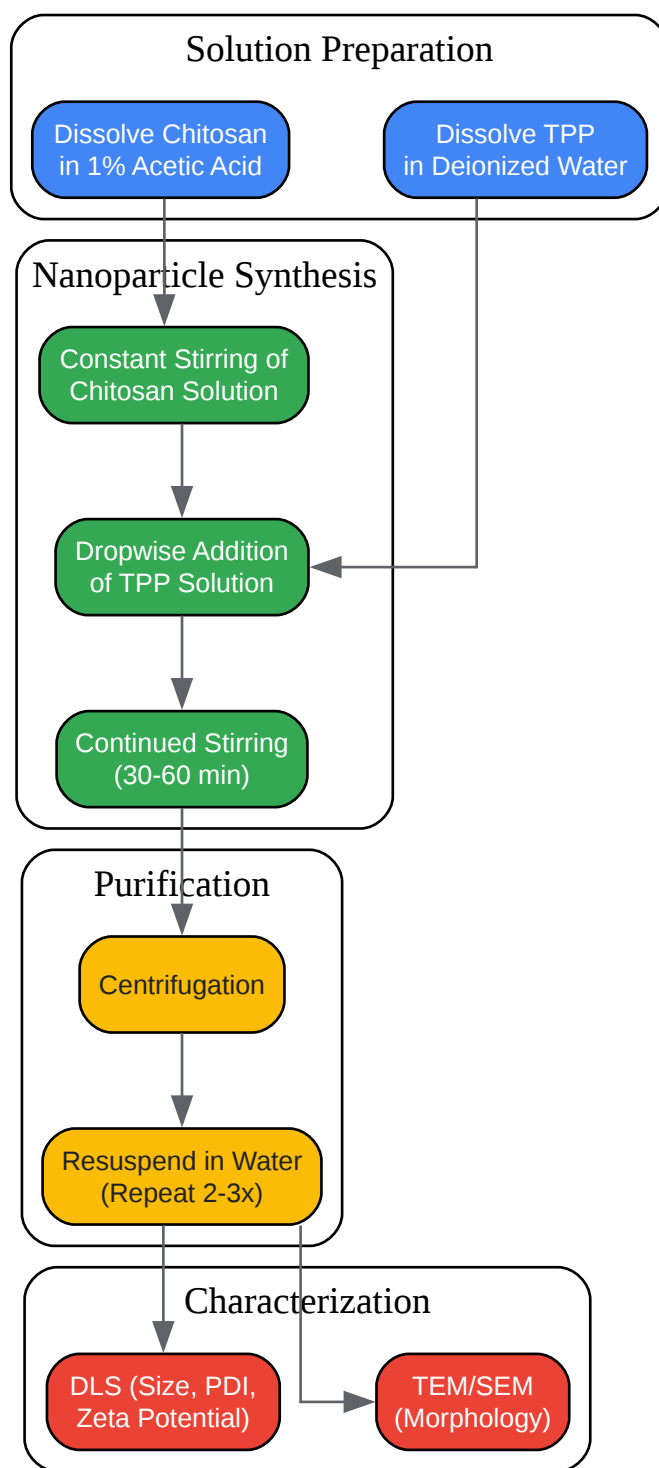 Solution Preparation
Dissolve Chitosan
in 1% Acetic Acid
Dissolve TPP
in Deionized Water
Nanoparticle Synthesis
Constant Stirring of
Chitosan Solution
Dropwise Addition
of TPP Solution
Continued Stirring
(30-60 min)
Purification
Centrifugation
Resuspend in Water
(Repeat 2-3x)
Characterization
DLS (Size, PDI,
Zeta Potential)
TEM/SEM
(Morphology)